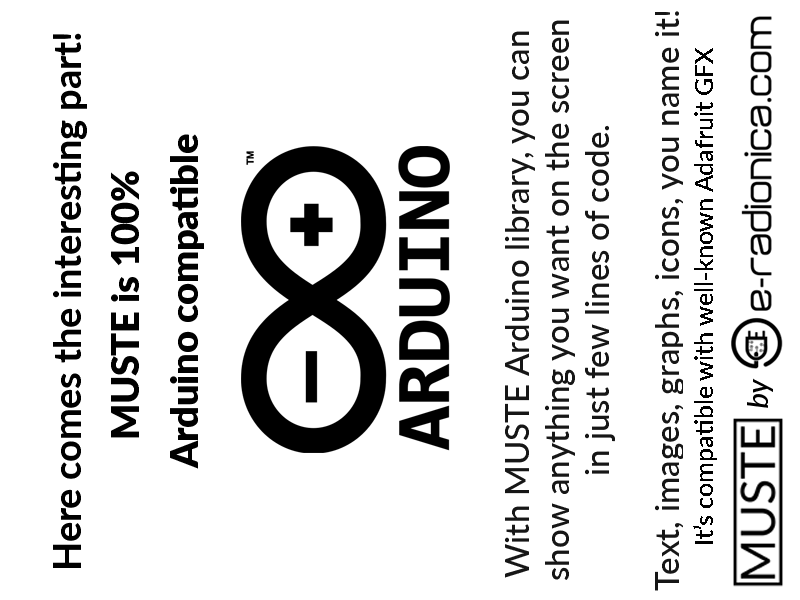 Here comes the interesting part!
MUSTE is 100%
Arduino compatible
™
ARDUINO
With MUSTE Arduino library, you can
show anything you want on the screen
in just few lines of code.
Text, images, graphs, icons, you name it!
It's compatible with well-known Adafruit GFX
MUSTE by e-radionica.com